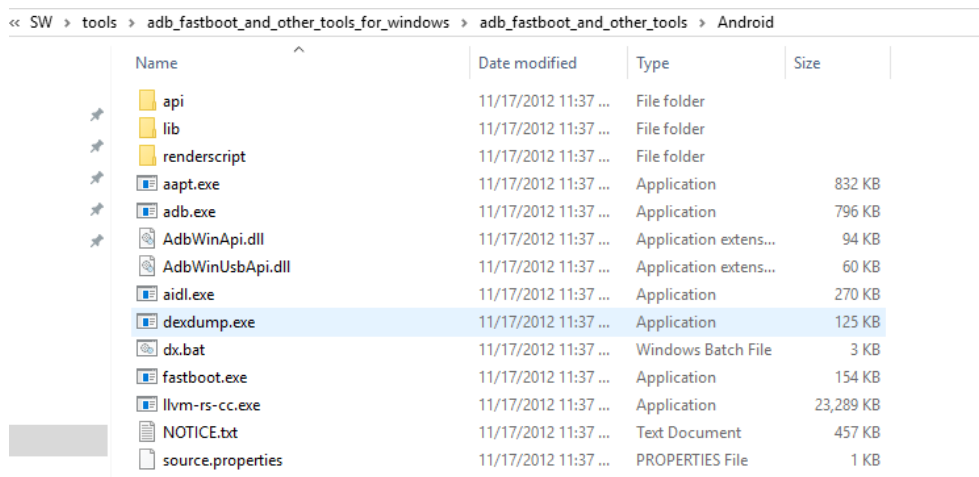 « SW > tools > adb_fastboot_and_other_tools_for_windows > adb_fastboot_and_other_tools > Android
Name Date modified Type Size
api 11/17/2012 11:37 ... File folder
lib 11/17/2012 11:37 ... File folder
renderscript 11/17/2012 11:37 ... File folder
aapt.exe 11/17/2012 11:37 ... Application 832 KB
adb.exe 11/17/2012 11:37 ... Application 796 KB
AdbWinApi.dll 11/17/2012 11:37 ... Application extens... 94 KB
AdbWinUsbApi.dll 11/17/2012 11:37 ... Application extens... 60 KB
aidl.exe 11/17/2012 11:37 ... Application 270 KB
dexdump.exe 11/17/2012 11:37 ... Application 125 KB
dx.bat 11/17/2012 11:37 ... Windows Batch File 3 KB
fastboot.exe 11/17/2012 11:37 ... Application 154 KB
llvm-rs-cc.exe 11/17/2012 11:37 ... Application 23,289 KB
NOTICE.txt 11/17/2012 11:37 ... Text Document 457 KB
source.properties 11/17/2012 11:37 ... PROPERTIES File 1 KB